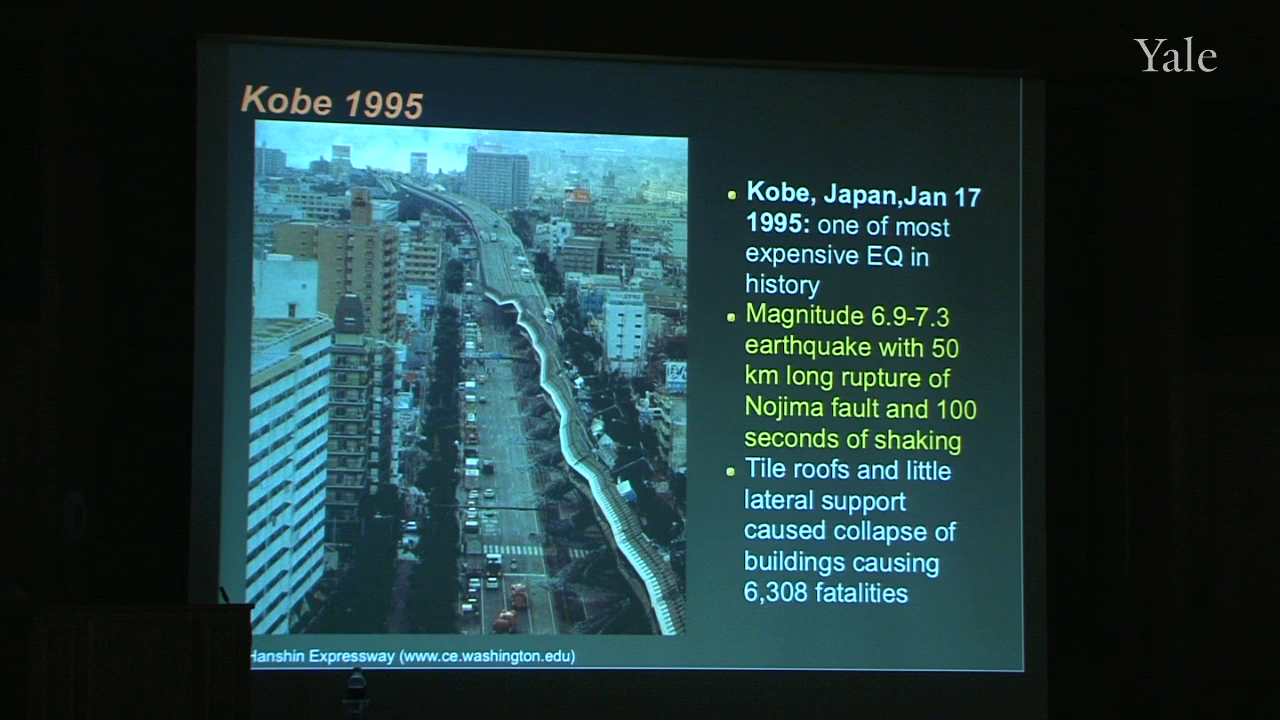 Yale
Kobe 1995
Kobe, Japan,Jan 17
1995: one of most
expensive EQ in
history
Magnitude 6.9-7.3
earthquake with 50
km long rupture of
Nojima fault and 100
seconds of shaking
Tile roofs and little
lateral support
caused collapse of
buildings causing
6,308 fatalities
Hanshin Expressway (www.ce.washington.edu)